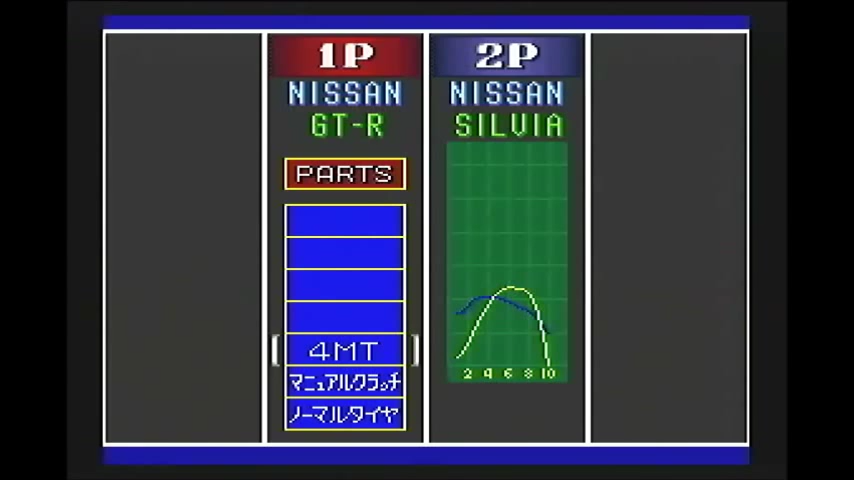 1P
NISSAN
GT-R
PARTS
4MT
マニュアルクラッチ
ノーマルタイヤ
2P
NISSAN
SILVIA
2 4 6 8 10